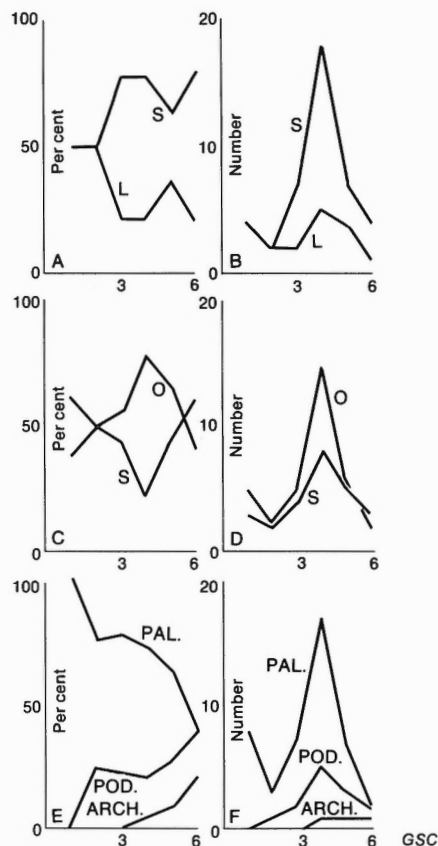 100
50
0
Per cent
S
L
A
3
6
20
10
0
Number
S
L
B
3
6
100
50
0
Per cent
O
S
C
3
6
20
10
0
Number
O
S
D
3
6
100
50
0
Per cent
PAL.
POD.
ARCH.
E
3
6
20
10
0
Number
PAL.
POD.
ARCH.
F
3
6
GSC